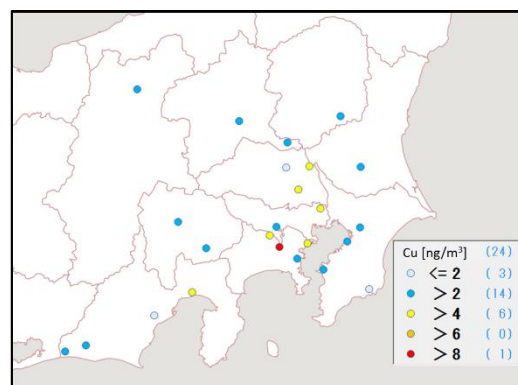 Cu [ng/m³] (24)
<= 2 (3)
> 2 (14)
> 4 (6)
> 6 (0)
> 8 (1)